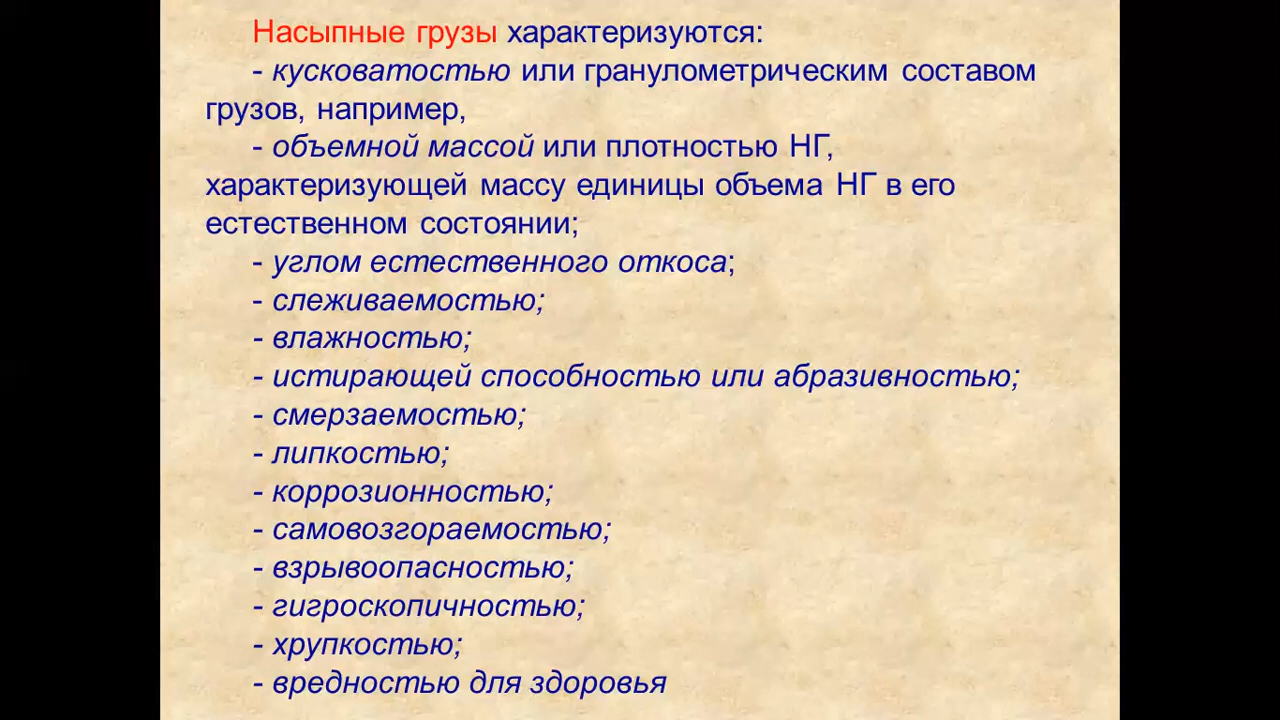 Насыпные грузы характеризуются:
- кусковатостью или гранулометрическим составом
грузов, например,
- объемной массой или плотностью НГ,
характеризующей массу единицы объема НГ в его
естественном состоянии;
- углом естественного откоса;
- слеживаемостью;
- влажностью;
- истирающей способностью или абразивностью;
- смерзаемостью;
- липкостью;
- коррозионностью;
- самовозгораемостью;
- взрывоопасностью;
- гигроскопичностью;
- хрупкостью;
- вредностью для здоровья